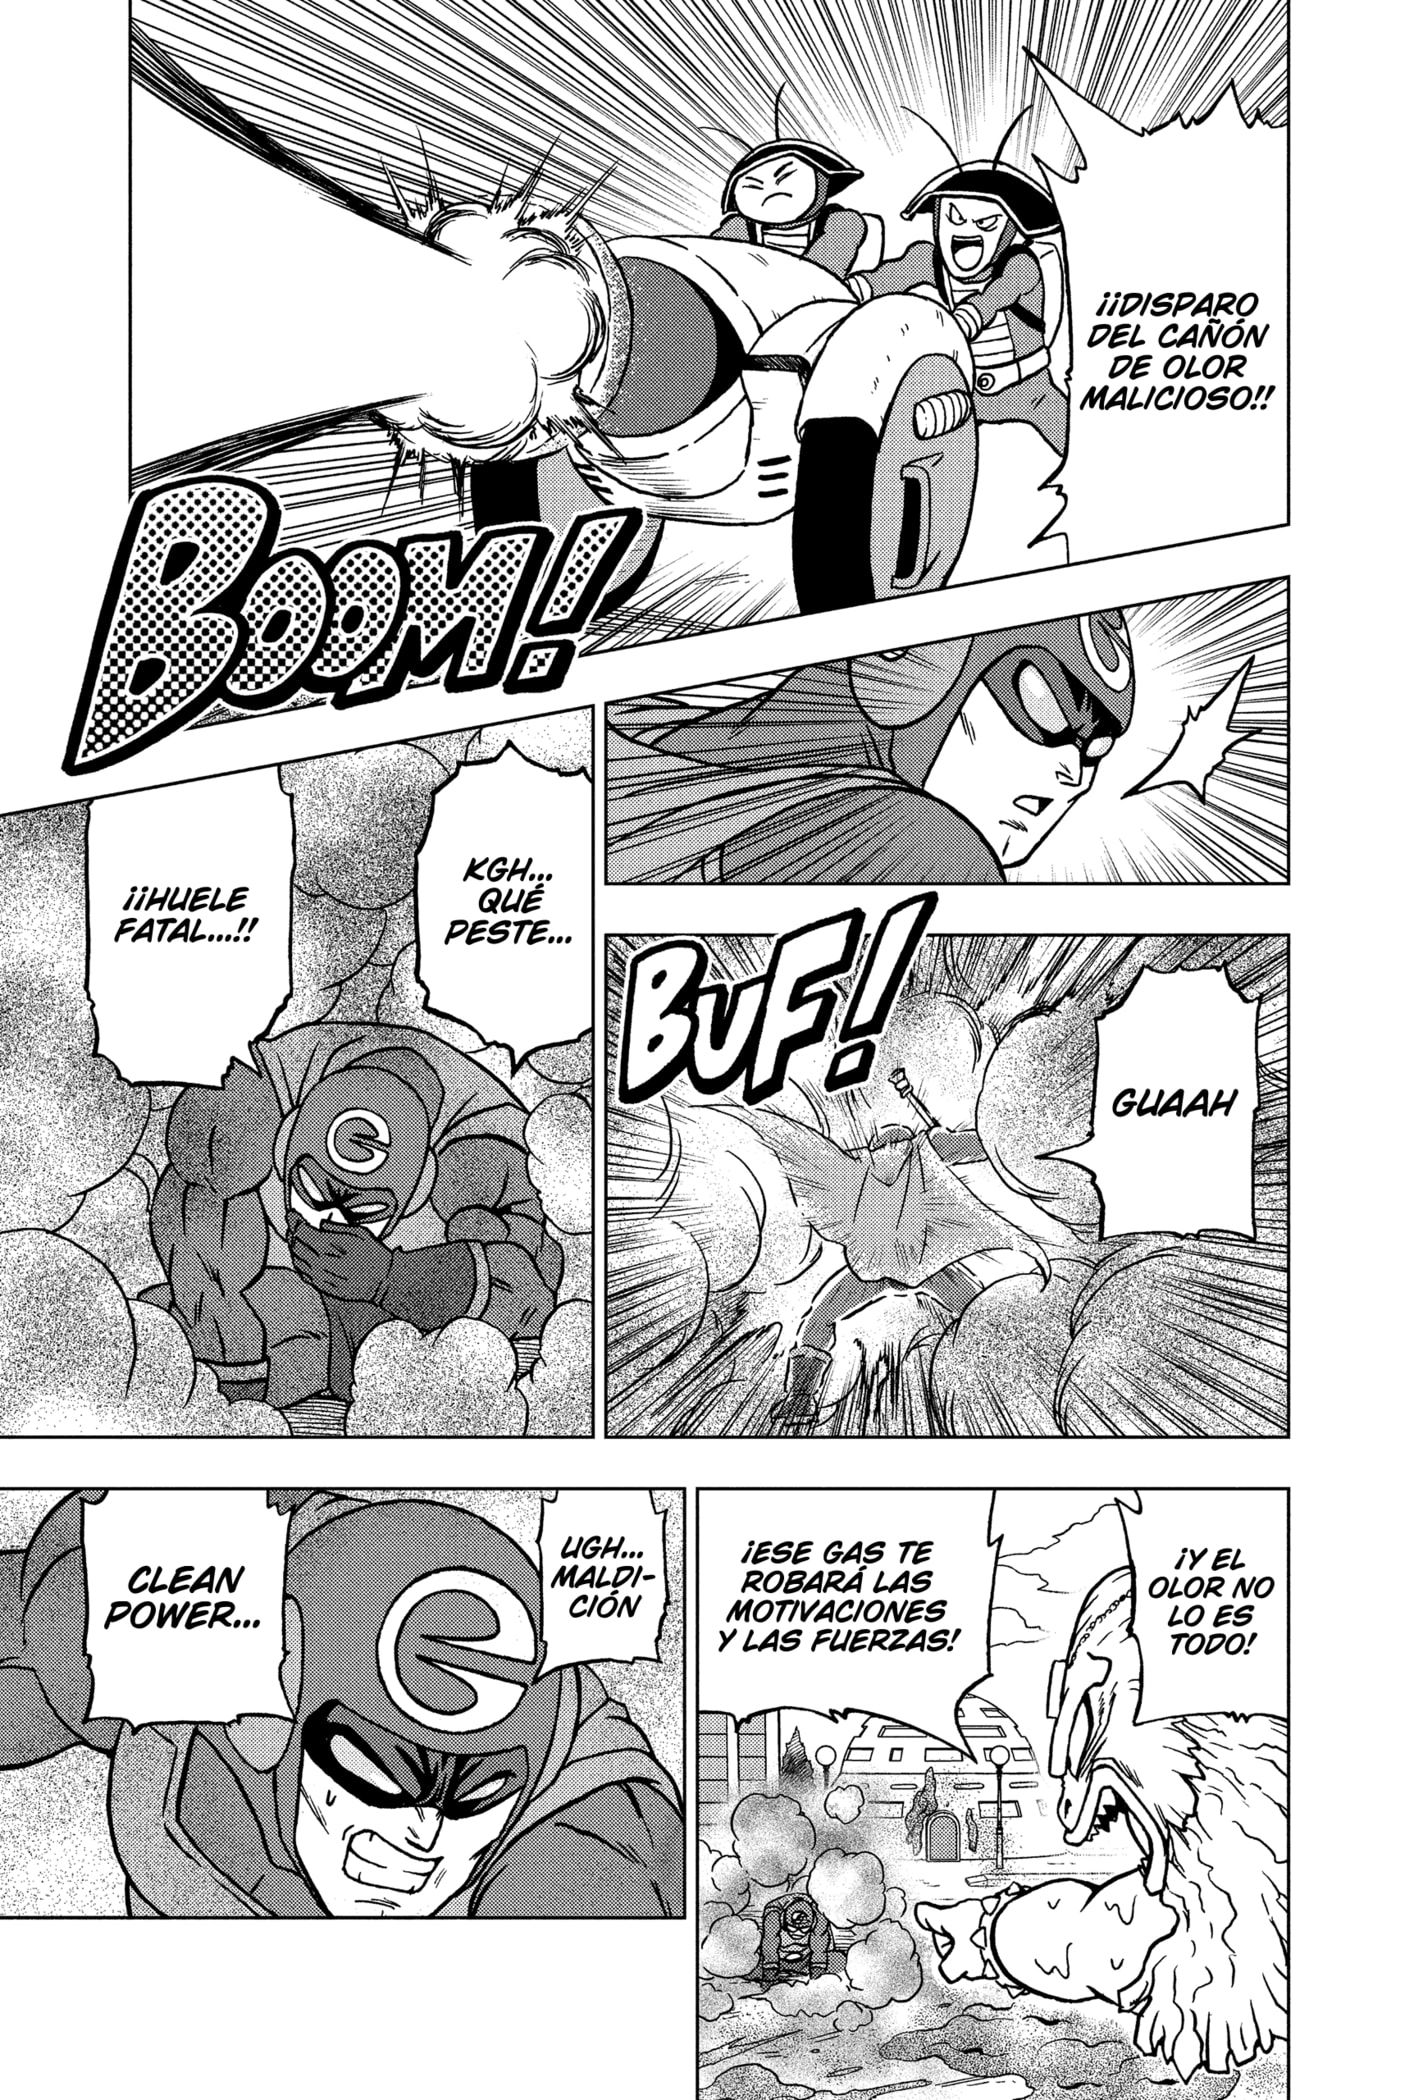 ¡¡DISPARO
DEL CAÑÓN
DE OLOR
MALICIOSO!!
BOOM!
GUAAH
BUF!
KGH...
QUÉ
PESTE...
¡¡HUELE
FATAL...!!
¡Y EL
OLOR NO
LO ES
TODO!
¡ESE GAS TE
ROBARÁ LAS
MOTIVACIONES
Y LAS FUERZAS!
UGH...
MALDI-
CIÓN
CLEAN
POWER...